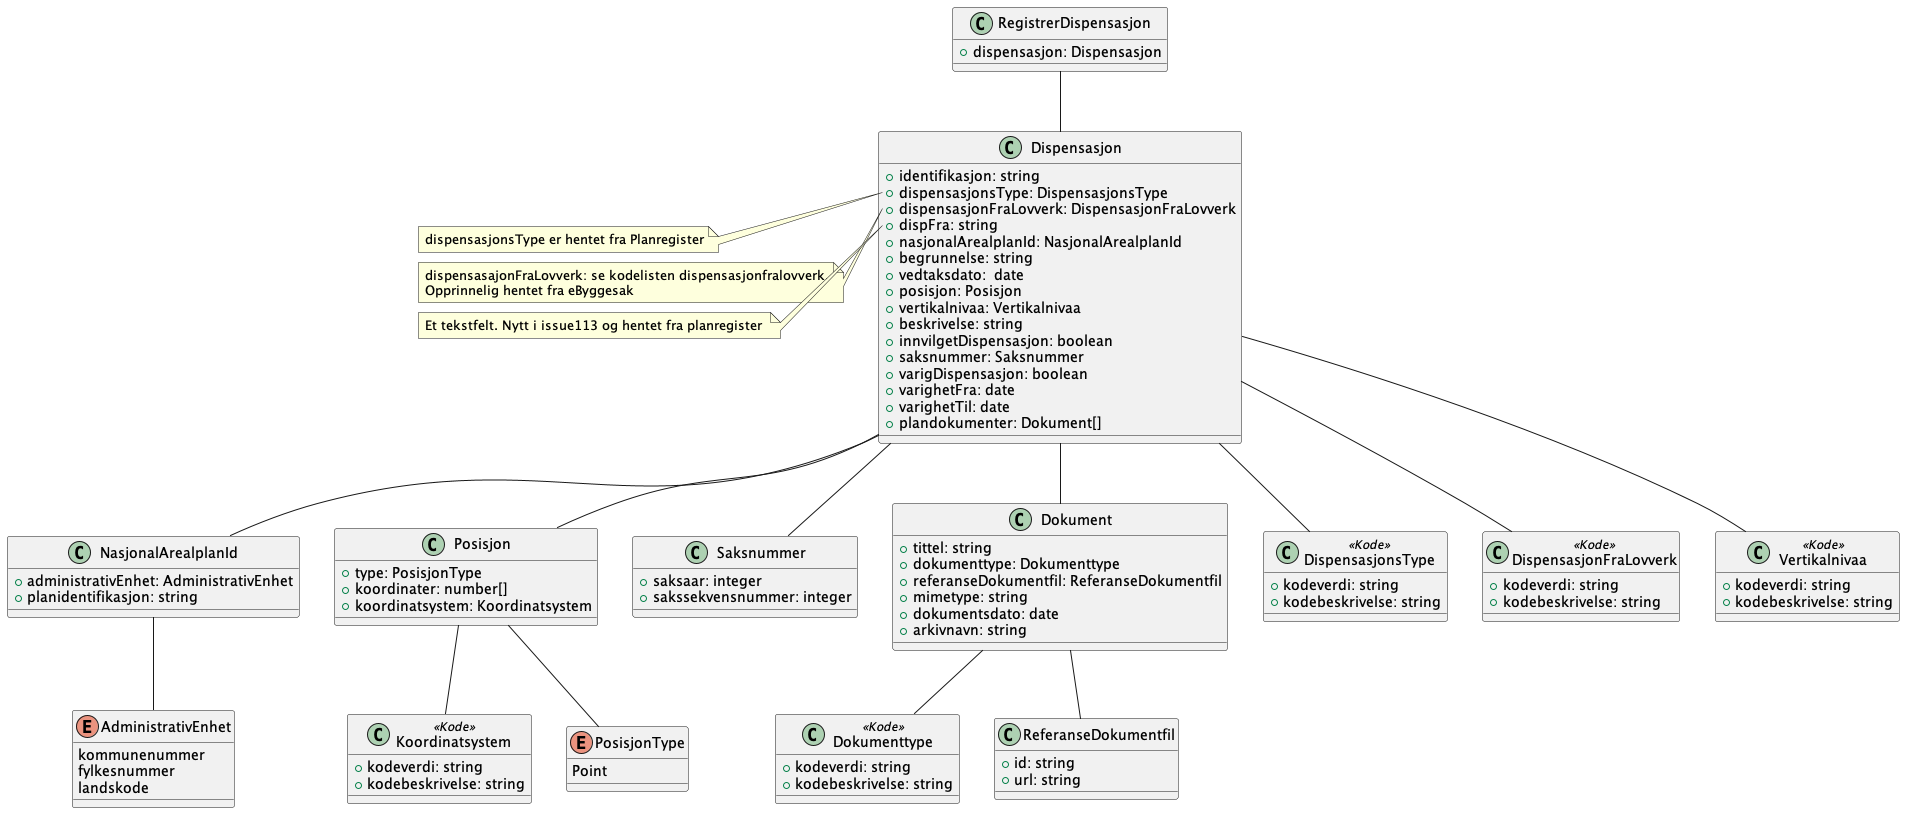 C RegistrerDispensasjon
dispensasjon: Dispensasjon
C Dispensasjon
identifikasjon: string
dispensasjonsType: DispensasjonsType
dispensasjonFraLovverk: DispensasjonFraLovverk
dispFra: string
nasjonalArealplanId: NasjonalArealplanId
begrunnelse: string
vedtaksdato:  date
posisjon: Posisjon
vertikalnivaa: Vertikalnivaa
beskrivelse: string
innvilgetDispensasjon: boolean
saksnummer: Saksnummer
varigDispensasjon: boolean
varighetFra: date
varighetTil: date
plandokumenter: Dokument[]
dispensasjonsType er hentet fra Planregister
dispensasajonFraLovverk: se kodelisten dispensasjonfralovverk
Opprinnelig hentet fra eByggesak
Et tekstfelt. Nytt i issue113 og hentet fra planregister
C NasjonalArealplanId
administrativEnhet: AdministrativEnhet
planidentifikasjon: string
C Posisjon
type: PosisjonType
koordinater: number[]
koordinatsystem: Koordinatsystem
C Saksnummer
saksaar: integer
sakssekvensnummer: integer
C Dokument
tittel: string
dokumenttype: Dokumenttype
referanseDokumentfil: ReferanseDokumentfil
mimetype: string
dokumentsdato: date
arkivnavn: string
«Kode»
C DispensasjonsType
kodeverdi: string
kodebeskrivelse: string
«Kode»
C DispensasjonFraLovverk
kodeverdi: string
kodebeskrivelse: string
«Kode»
C Vertikalnivaa
kodeverdi: string
kodebeskrivelse: string
E AdministrativEnhet
kommunenummer
fylkesnummer
landskode
«Kode»
C Koordinatsystem
kodeverdi: string
kodebeskrivelse: string
E PosisjonType
Point
«Kode»
C Dokumenttype
kodeverdi: string
kodebeskrivelse: string
C ReferanseDokumentfil
id: string
url: string